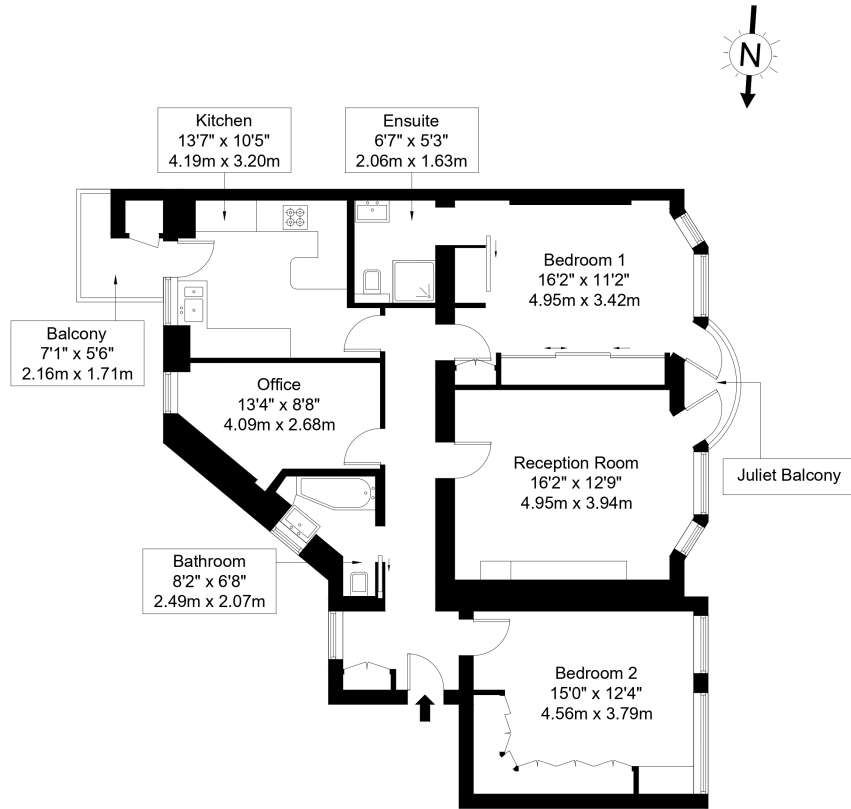 N
Kitchen
13'7" x 10'5"
4.19m x 3.20m
Ensuite
6'7" x 5'3"
2.06m x 1.63m
Bedroom 1
16'2" x 11'2"
4.95m x 3.42m
Balcony
7'1" x 5'6"
2.16m x 1.71m
Office
13'4" x 8'8"
4.09m x 2.68m
Reception Room
16'2" x 12'9"
4.95m x 3.94m
Juliet Balcony
Bathroom
8'2" x 6'8"
2.49m x 2.07m
Bedroom 2
15'0" x 12'4"
4.56m x 3.79m